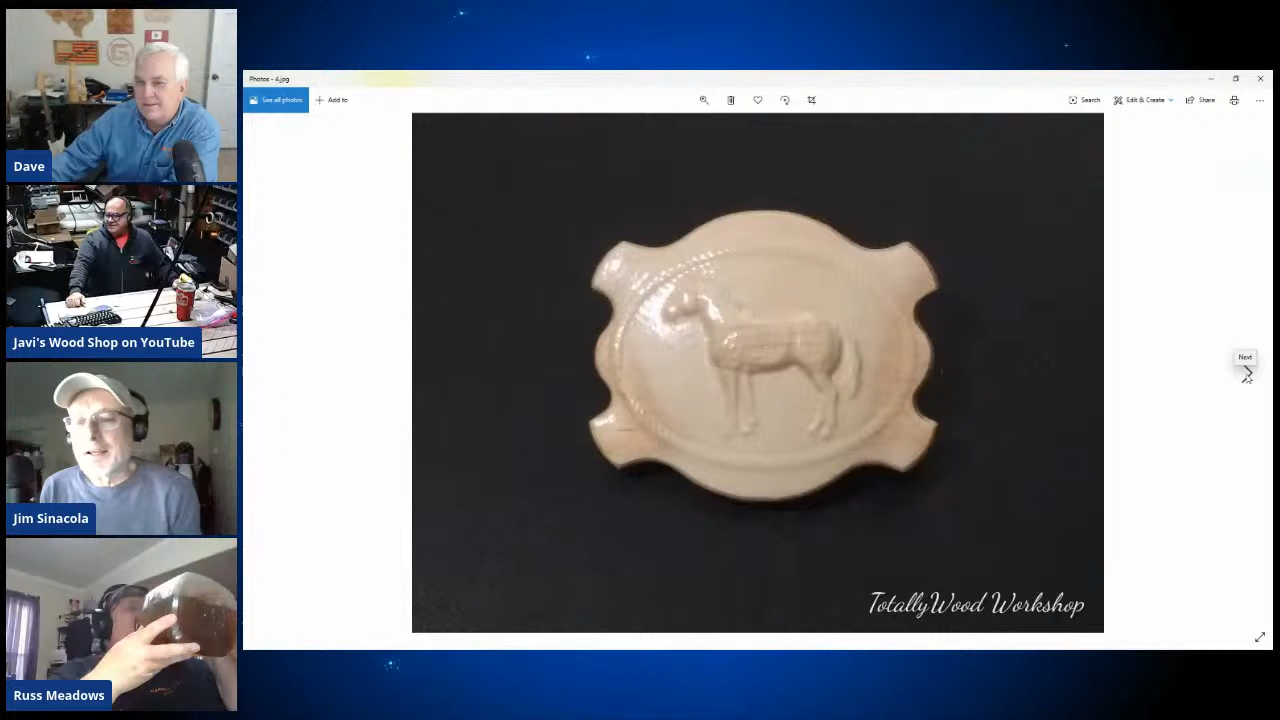 Dave
Javi's Wood Shop on YouTube
Jim Sinacola
Russ Meadows
Photos - 4.jpg
See all photos
Add to
Search
Edit & Create
Share
Next
TotallyWood Workshop